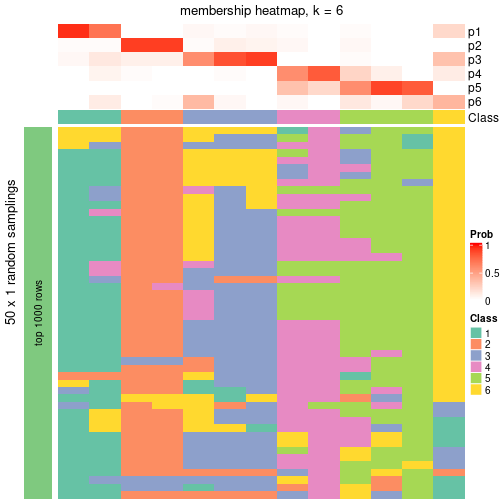 membership heatmap, k = 6
p1
p2
p3
p4
p5
p6
Class
50 x 1 random samplings
top 1000 rows
Prob
1
0.5
0
Class
1
2
3
4
5
6